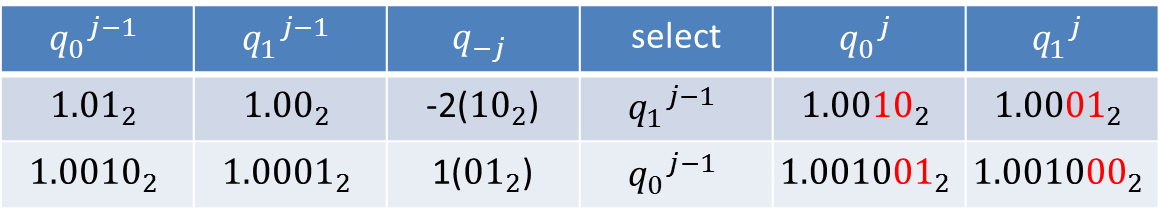 q₀ʲ⁻¹ q₁ʲ⁻¹ q₋ⱼ select q₀ʲ q₁ʲ
1.01₂ 1.00₂ -2(10₂) q₁ʲ⁻¹ 1.0010₂ 1.0001₂
1.0010₂ 1.0001₂ 1(01₂) q₀ʲ⁻¹ 1.001001₂ 1.001000₂